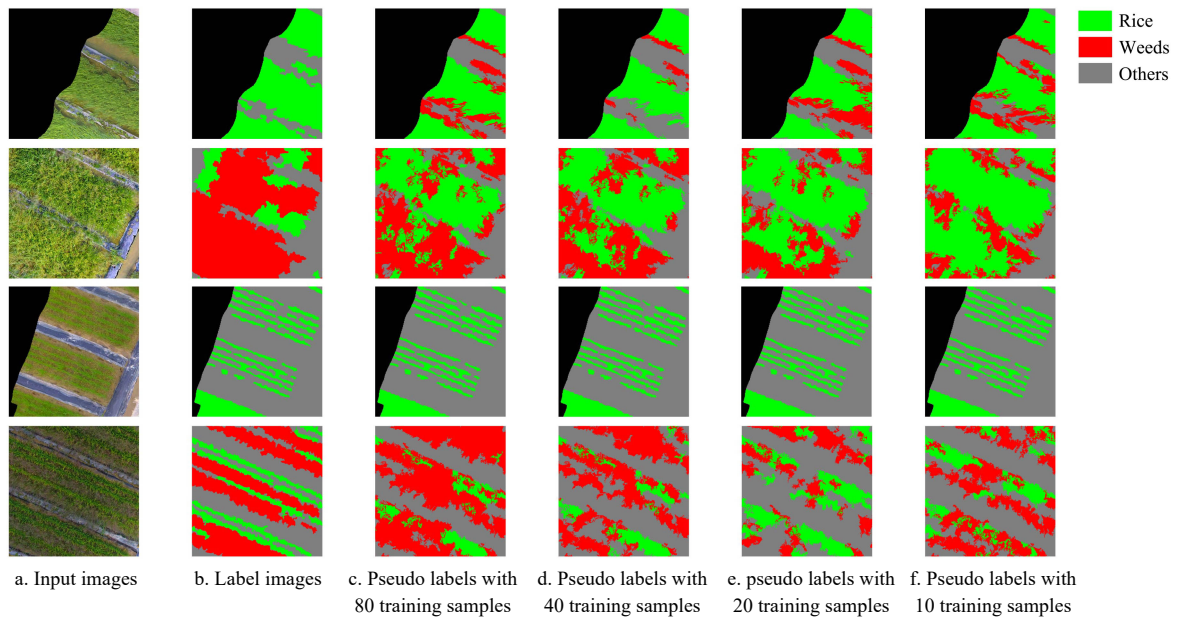 Rice
Weeds
Others
a. Input images
b. Label images
c. Pseudo labels with
80 training samples
d. Pseudo labels with
40 training samples
e. pseudo labels with
20 training samples
f. Pseudo labels with
10 training samples